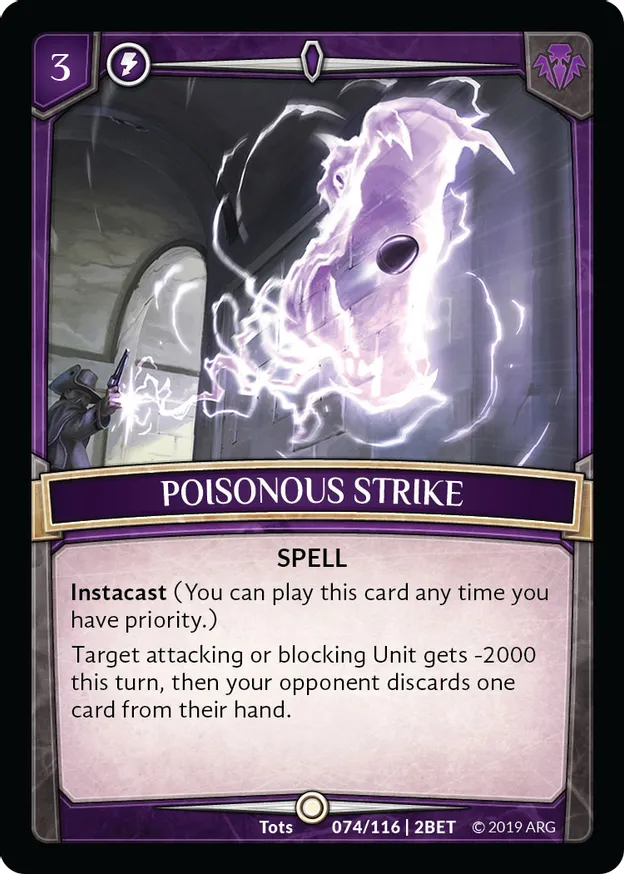 3
POISONOUS STRIKE
SPELL
Instacast (You can play this card any time you
have priority.)
Target attacking or blocking Unit gets -2000
this turn, then your opponent discards one
card from their hand.
Tots 074/116 | 2BET © 2019 ARG